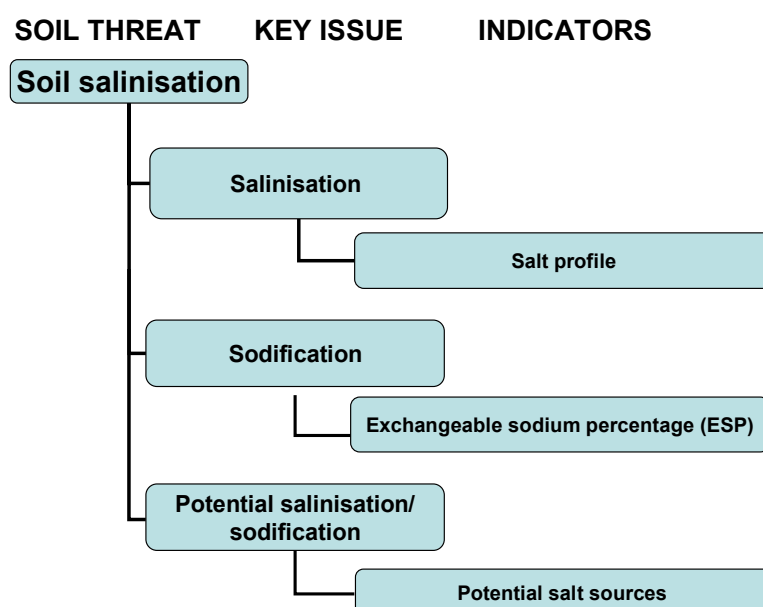 SOIL THREAT KEY ISSUE INDICATORS
Soil salinisation
Salinisation
Salt profile
Sodification
Exchangeable sodium percentage (ESP)
Potential salinisation/
sodification
Potential salt sources